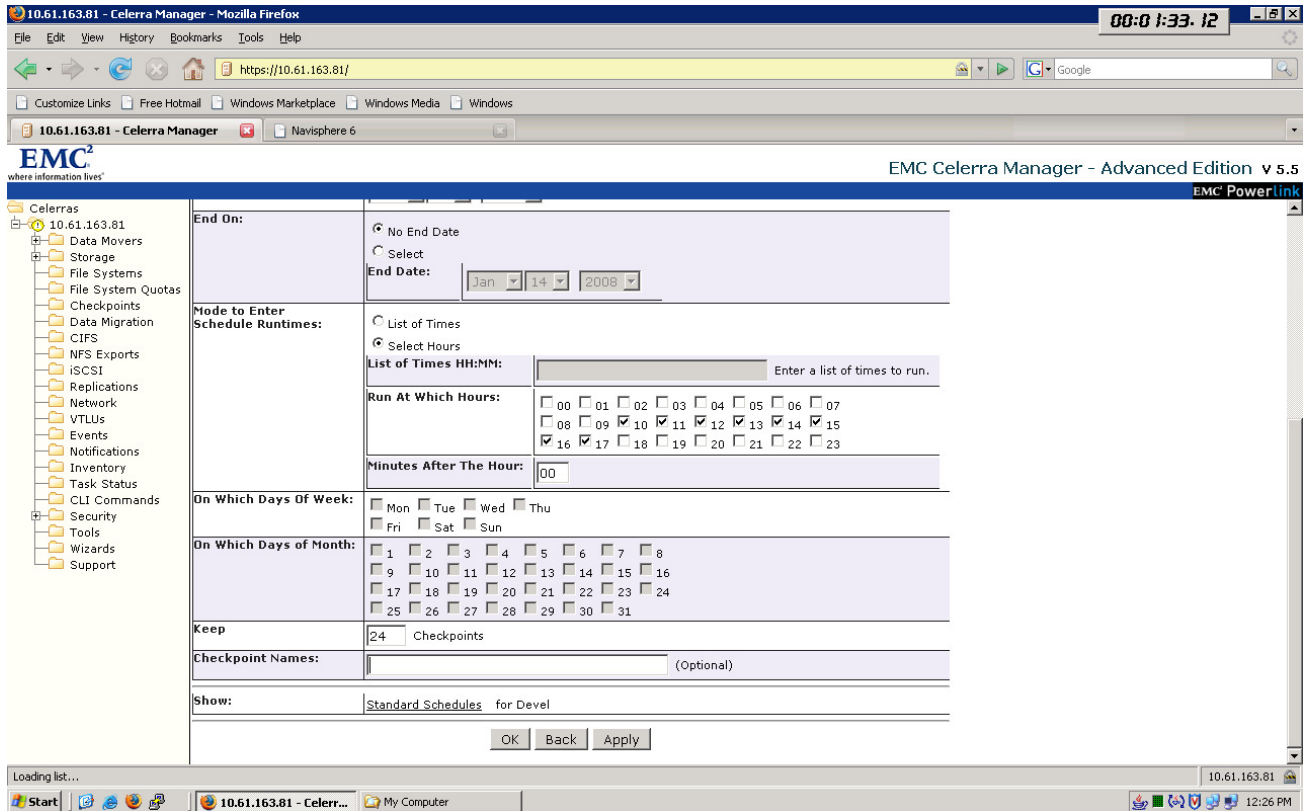 10.61.163.81 - Celerra Manager - Mozilla Firefox
00:01:33.12
File Edit View History Bookmarks Tools Help
https://10.61.163.81/
Google
Customize Links Free Hotmail Windows Marketplace Windows Media Windows
10.61.163.81 - Celerra Manager Navisphere 6
EMC²
where information lives®
EMC Celerra Manager - Advanced Edition v 5.5
EMC² Powerlink
Celerras
10.61.163.81
Data Movers
Storage
File Systems
File System Quotas
Checkpoints
Data Migration
CIFS
NFS Exports
iSCSI
Replications
Network
VTLUs
Events
Notifications
Inventory
Task Status
CLI Commands
Security
Tools
Wizards
Support
End On:
No End Date
Select
End Date: Jan 14 2008
Mode to Enter
Schedule Runtimes:
List of Times
Select Hours
List of Times HH:MM: Enter a list of times to run.
Run At Which Hours:
00 01 02 03 04 05 06 07
08 09 10 11 12 13 14 15
16 17 18 19 20 21 22 23
Minutes After The Hour: 00
On Which Days Of Week:
Mon Tue Wed Thu
Fri Sat Sun
On Which Days of Month:
1 2 3 4 5 6 7 8
9 10 11 12 13 14 15 16
17 18 19 20 21 22 23 24
25 26 27 28 29 30 31
Keep 24 Checkpoints
Checkpoint Names: (Optional)
Show: Standard Schedules for Devel
OK Back Apply
Loading list...
10.61.163.81
Start 10.61.163.81 - Celerr... My Computer 12:26 PM